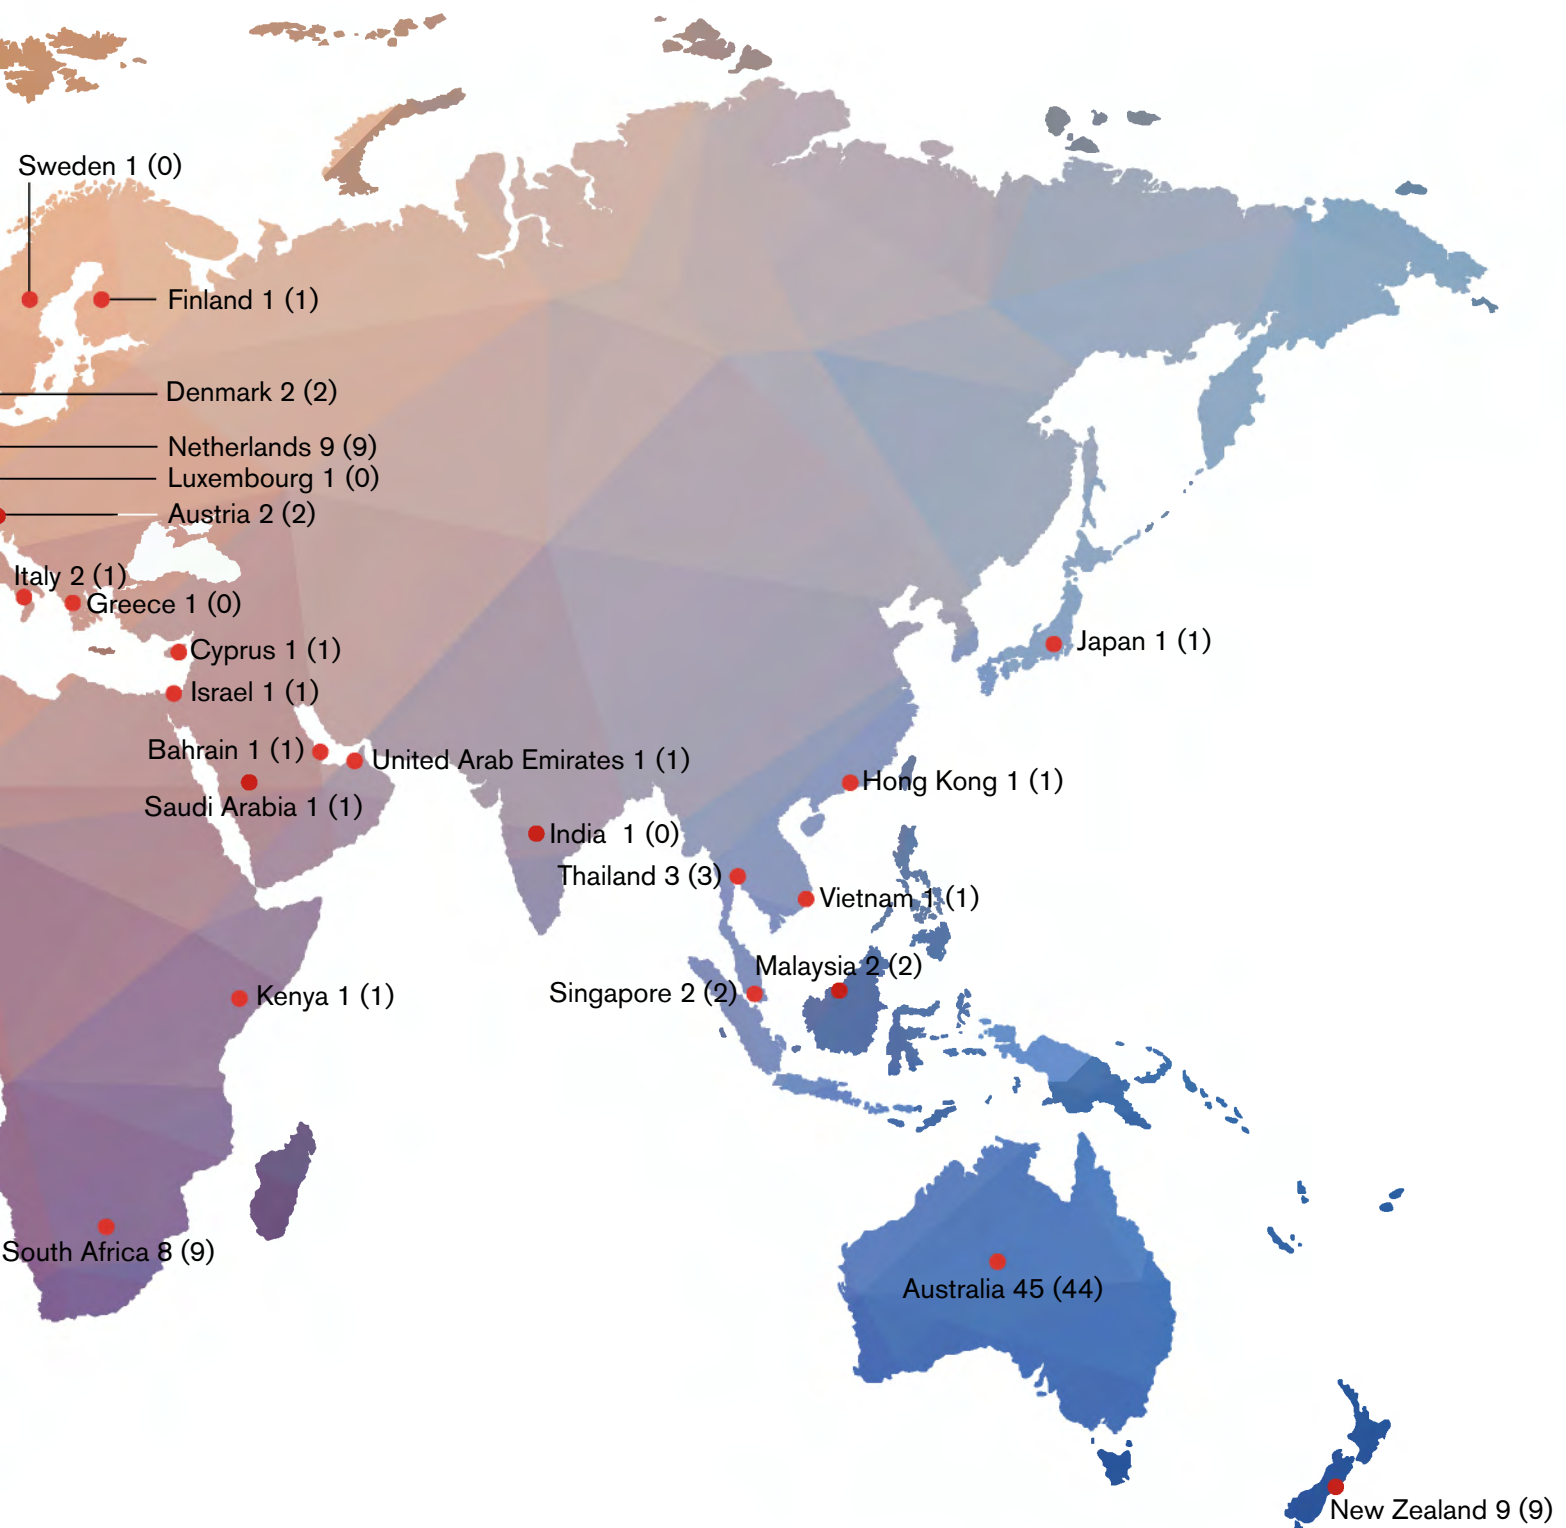 Sweden 1 (0)
Finland 1 (1)
Denmark 2 (2)
Netherlands 9 (9)
Luxembourg 1 (0)
Austria 2 (2)
Italy 2 (1)
Greece 1 (0)
Cyprus 1 (1)
Japan 1 (1)
Israel 1 (1)
Bahrain 1 (1)
United Arab Emirates 1 (1)
Hong Kong 1 (1)
Saudi Arabia 1 (1)
India 1 (0)
Thailand 3 (3)
Vietnam 1 (1)
Malaysia 2 (2)
Singapore 2 (2)
Kenya 1 (1)
South Africa 8 (9)
Australia 45 (44)
New Zealand 9 (9)